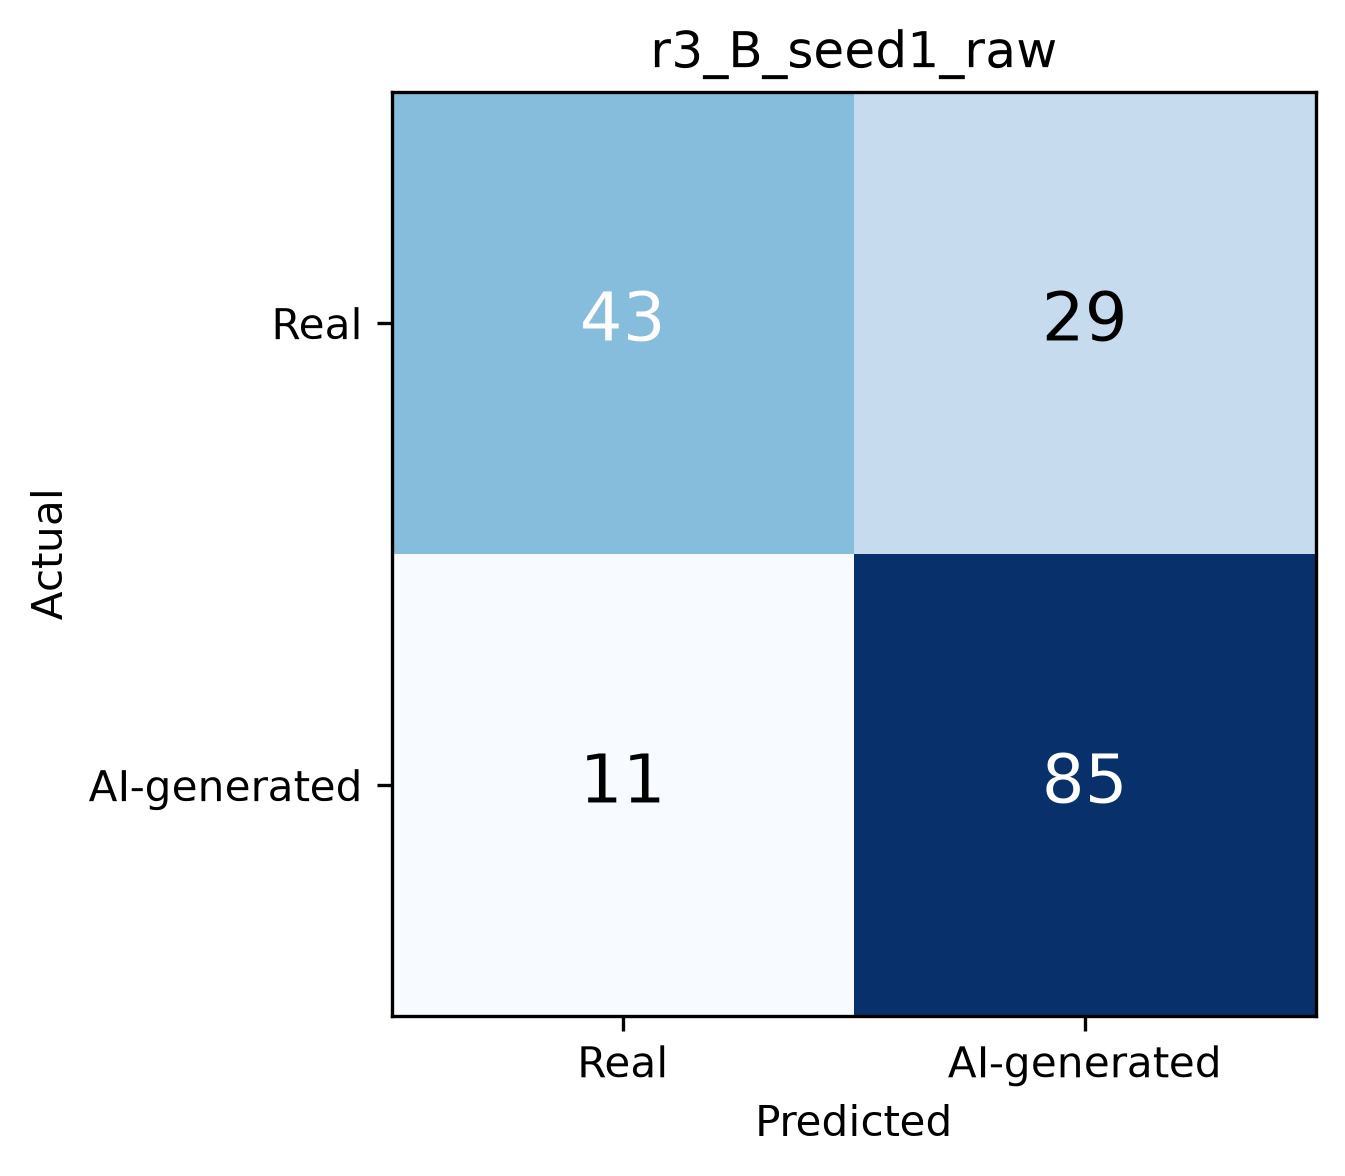 r3_B_seed1_raw
Actual
Real
43
29
AI-generated
11
85
Real
AI-generated
Predicted